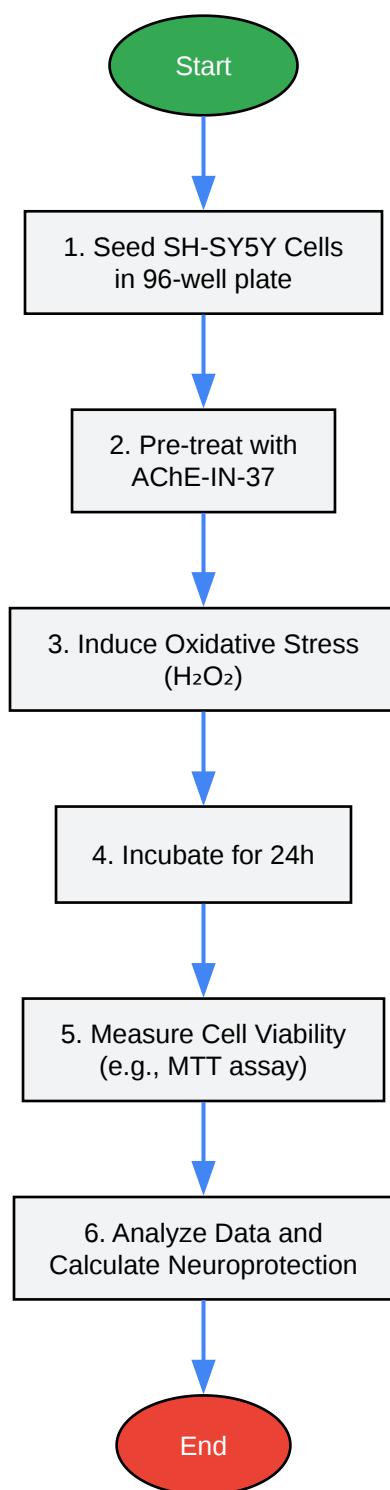 Start
1. Seed SH-SY5Y Cells
in 96-well plate
2. Pre-treat with
AChE-IN-37
3. Induce Oxidative Stress
(H₂O₂)
4. Incubate for 24h
5. Measure Cell Viability
(e.g., MTT assay)
6. Analyze Data and
Calculate Neuroprotection
End